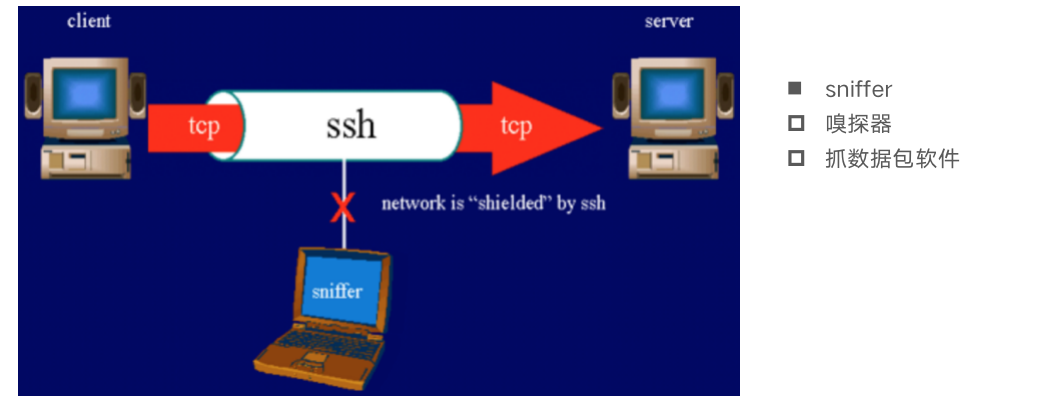 client
server
tcp
ssh
tcp
network is “shielded” by ssh
X
sniffer
sniffer
嗅探器
抓数据包软件